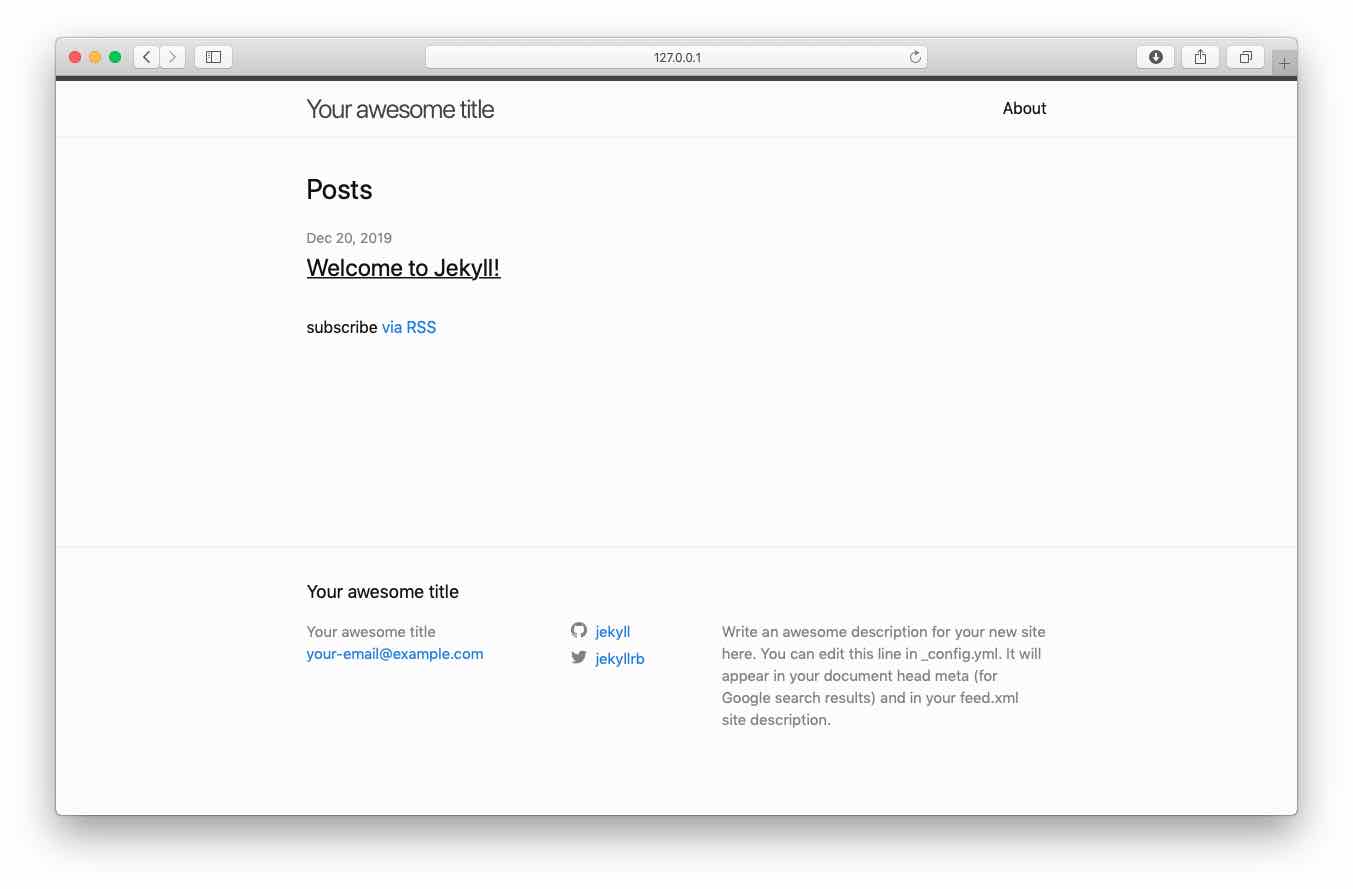 127.0.0.1
Your awesome title
About
Posts
Dec 20, 2019
Welcome to Jekyll!
subscribe via RSS
Your awesome title
Your awesome title
your-email@example.com
jekyll
jekyllrb
Write an awesome description for your new site
here. You can edit this line in _config.yml. It will
appear in your document head meta (for
Google search results) and in your feed.xml
site description.